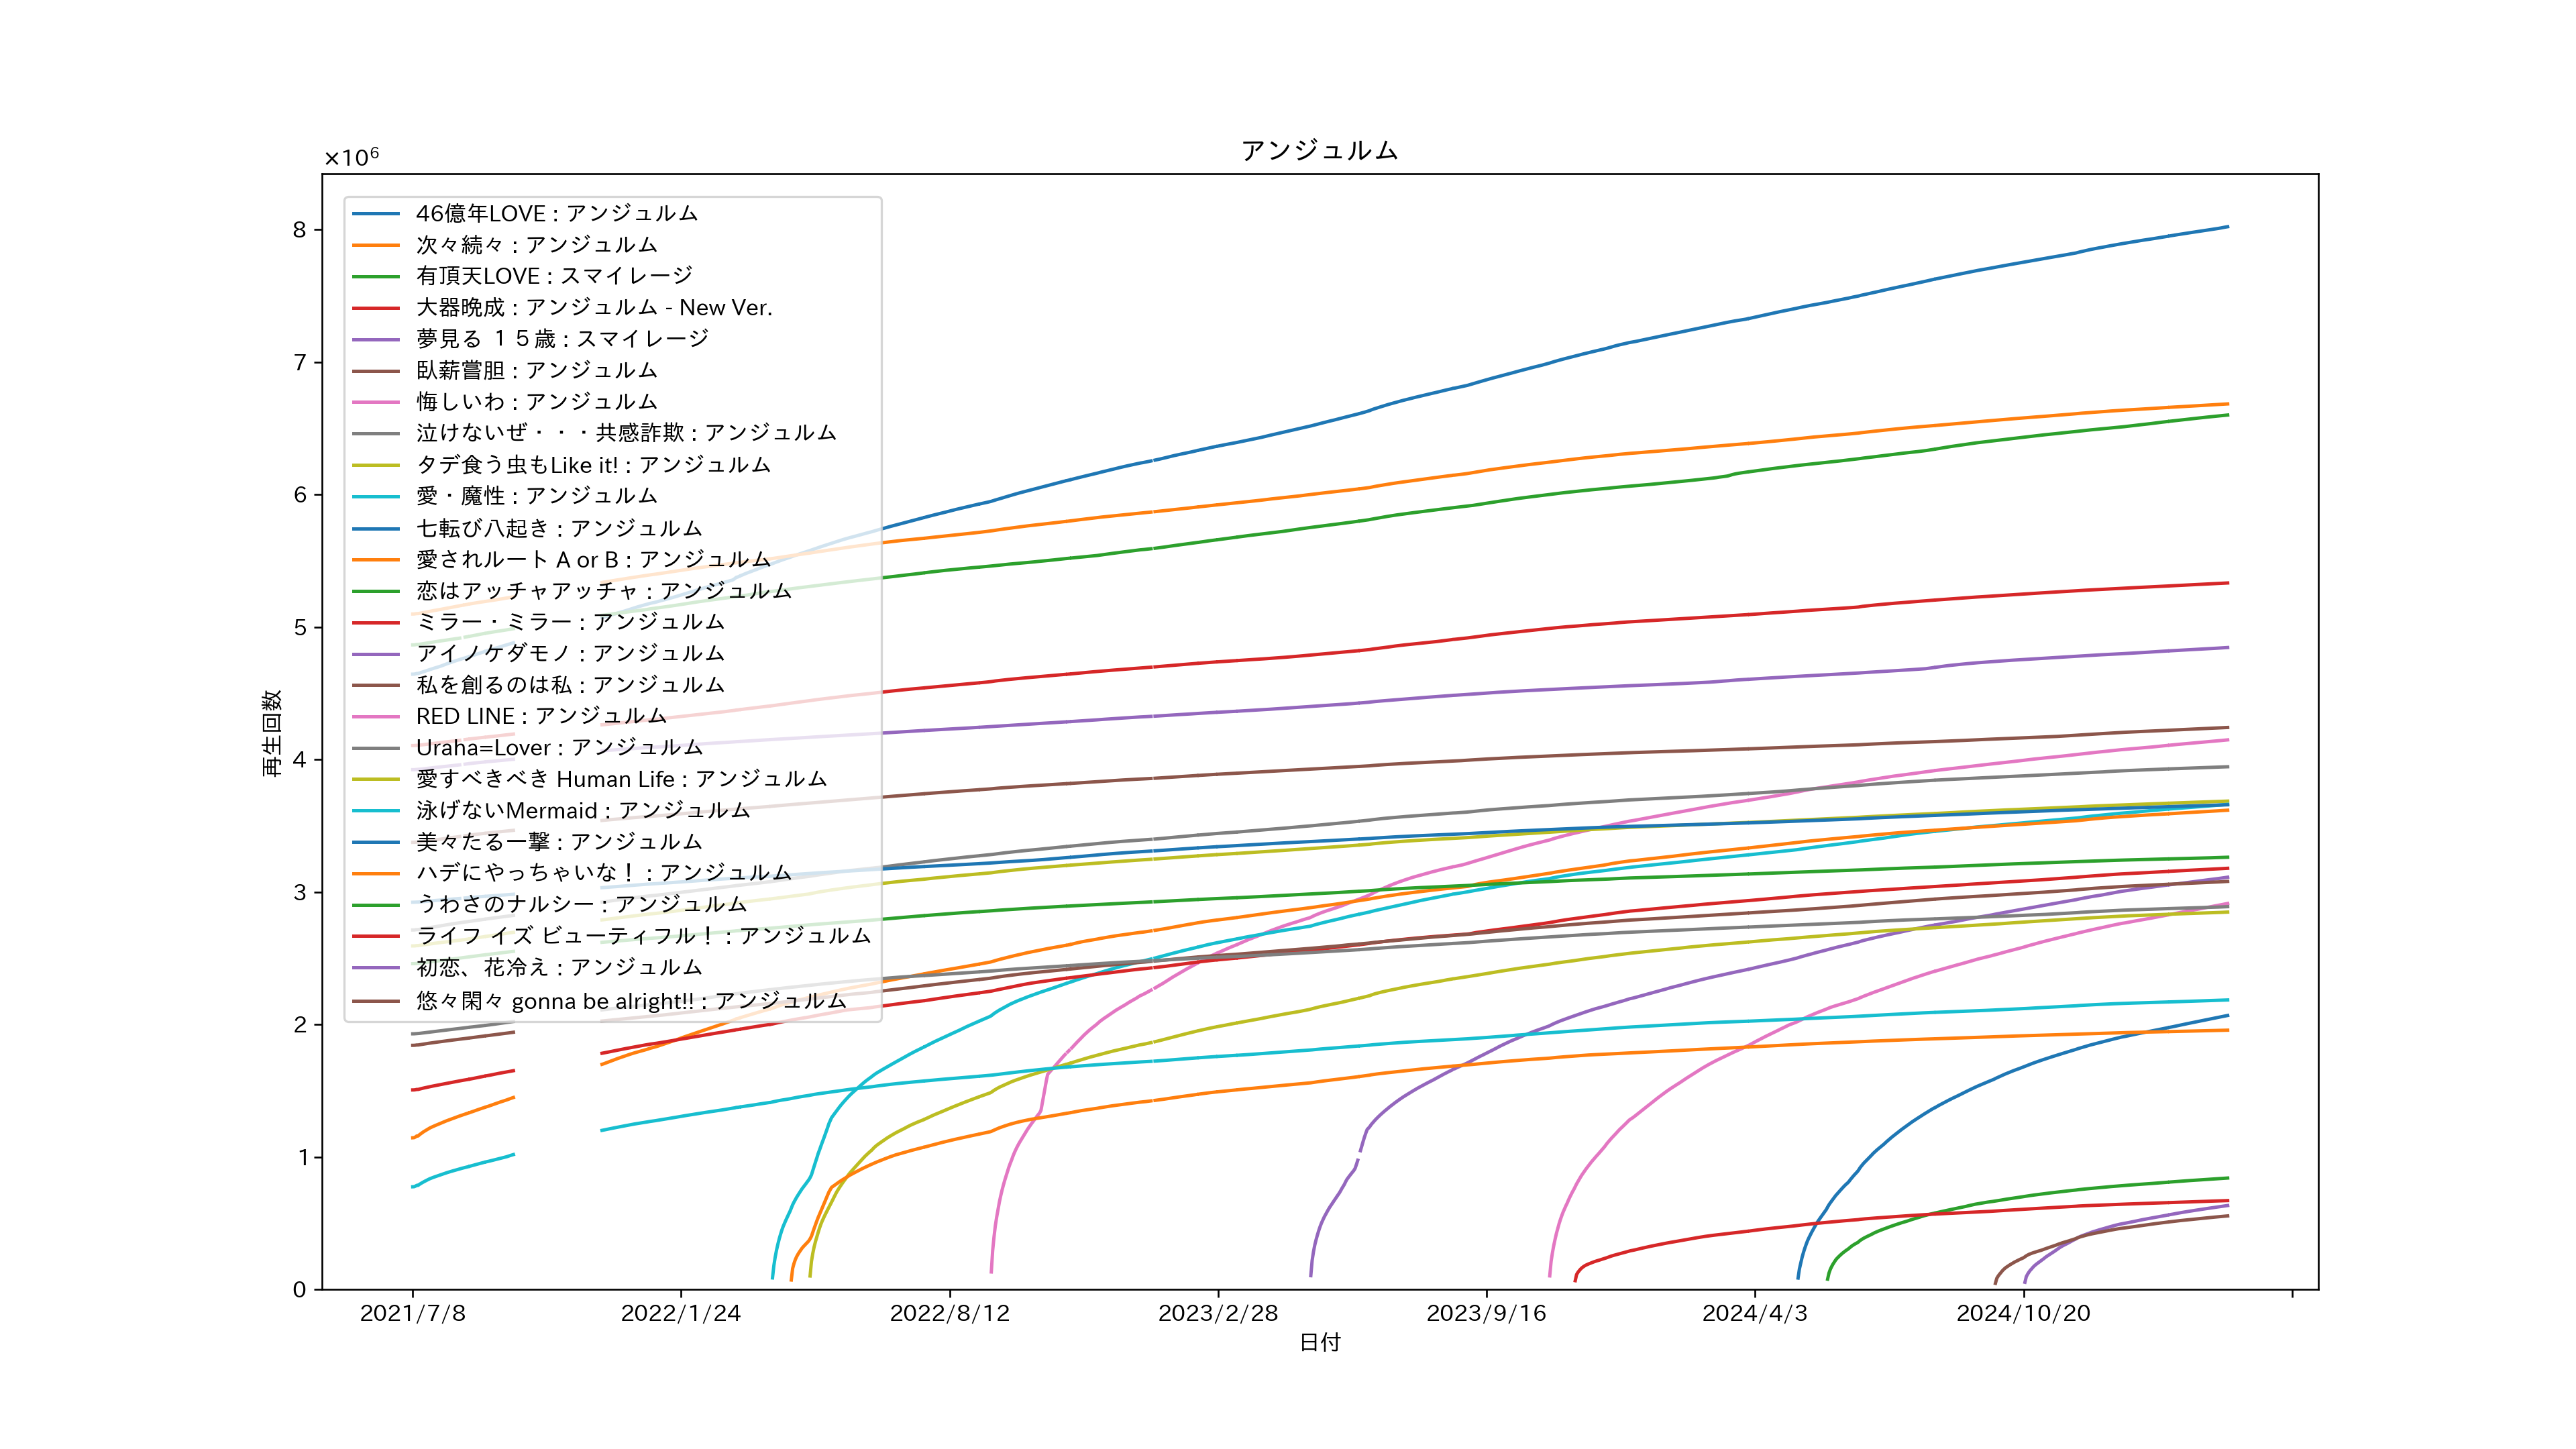 アンジュルム
×10⁶
8
7
6
5
4
3
2
1
0
再生回数
46億年LOVE : アンジュルム
次々続々 : アンジュルム
有頂天LOVE : スマイレージ
大器晩成 : アンジュルム - New Ver.
夢見る １５歳 : スマイレージ
臥薪嘗胆 : アンジュルム
悔しいわ : アンジュルム
泣けないぜ・・・共感詐欺 : アンジュルム
タデ食う虫もLike it! : アンジュルム
愛・魔性 : アンジュルム
七転び八起き : アンジュルム
愛されルート A or B : アンジュルム
恋はアッチャアッチャ : アンジュルム
ミラー・ミラー : アンジュルム
アイノケダモノ : アンジュルム
私を創るのは私 : アンジュルム
RED LINE : アンジュルム
Uraha=Lover : アンジュルム
愛すべきべき Human Life : アンジュルム
泳げないMermaid : アンジュルム
美々たる一撃 : アンジュルム
ハデにやっちゃいな！ : アンジュルム
うわさのナルシー : アンジュルム
ライフ イズ ビューティフル！ : アンジュルム
初恋、花冷え : アンジュルム
悠々閑々 gonna be alright!! : アンジュルム
2021/7/8
2022/1/24
2022/8/12
2023/2/28
2023/9/16
2024/4/3
2024/10/20
日付